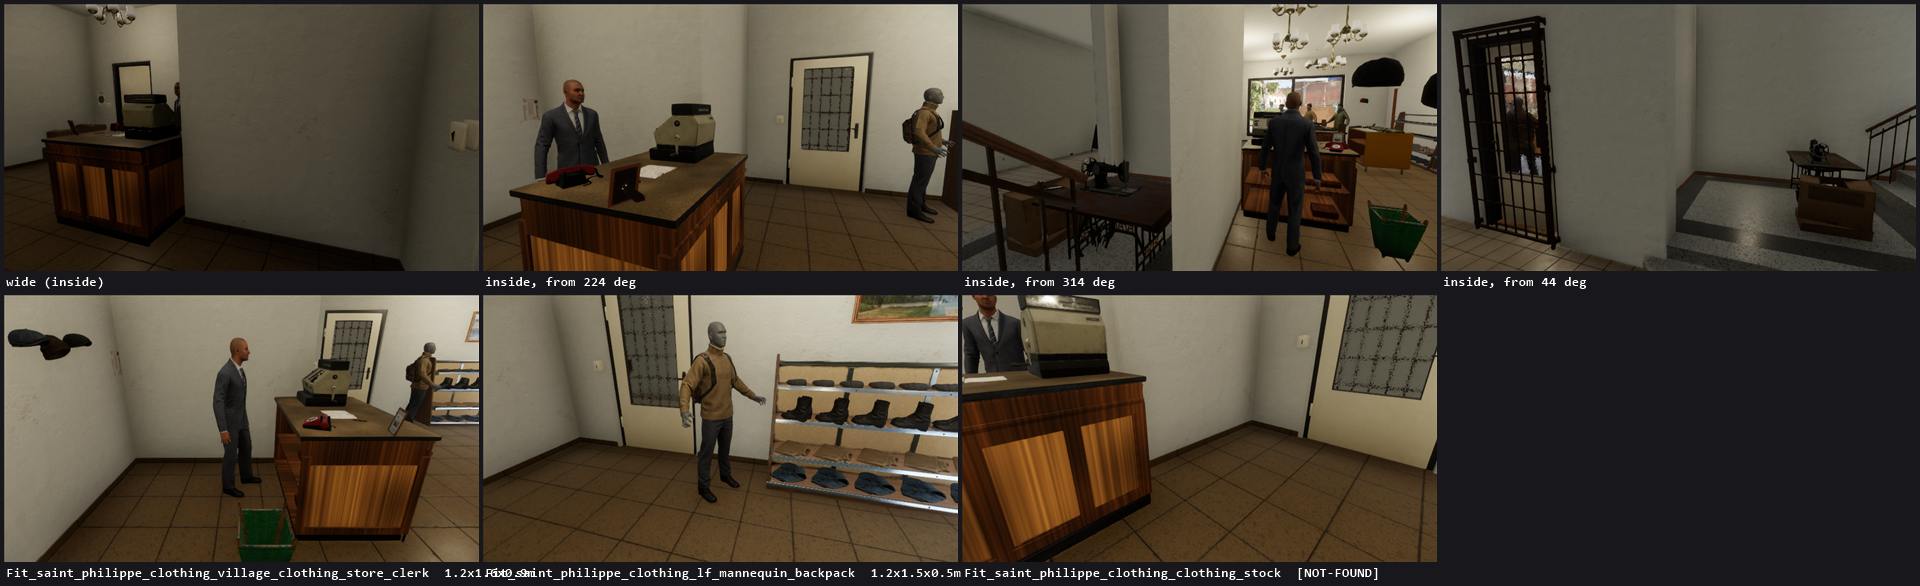 wide (inside)
inside, from 224 deg
inside, from 314 deg
inside, from 44 deg
Fit_saint_philippe_clothing_village_clothing_store_clerk
Fit_saint_philippe_clothing_lf_mannequin_backpack 1.2x1.5x0.5m
Fit_saint_philippe_clothing_clothing_stock [NOT-FOUND]